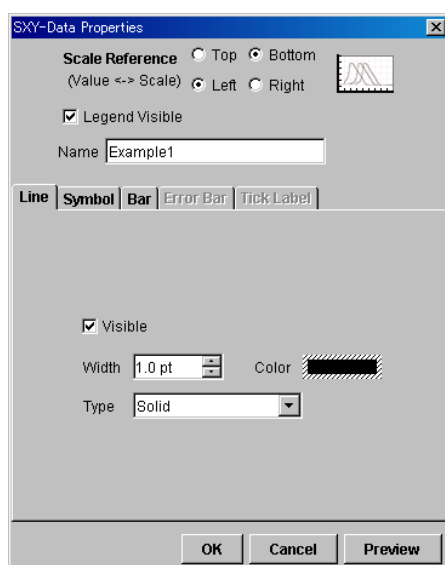 SXY-Data Properties
Scale Reference Top Bottom
(Value <-> Scale) Left Right
Legend Visible
Name Example1
Line Symbol Bar Error Bar Tick Label
Visible
Width 1.0 pt Color
Type Solid
OK Cancel Preview